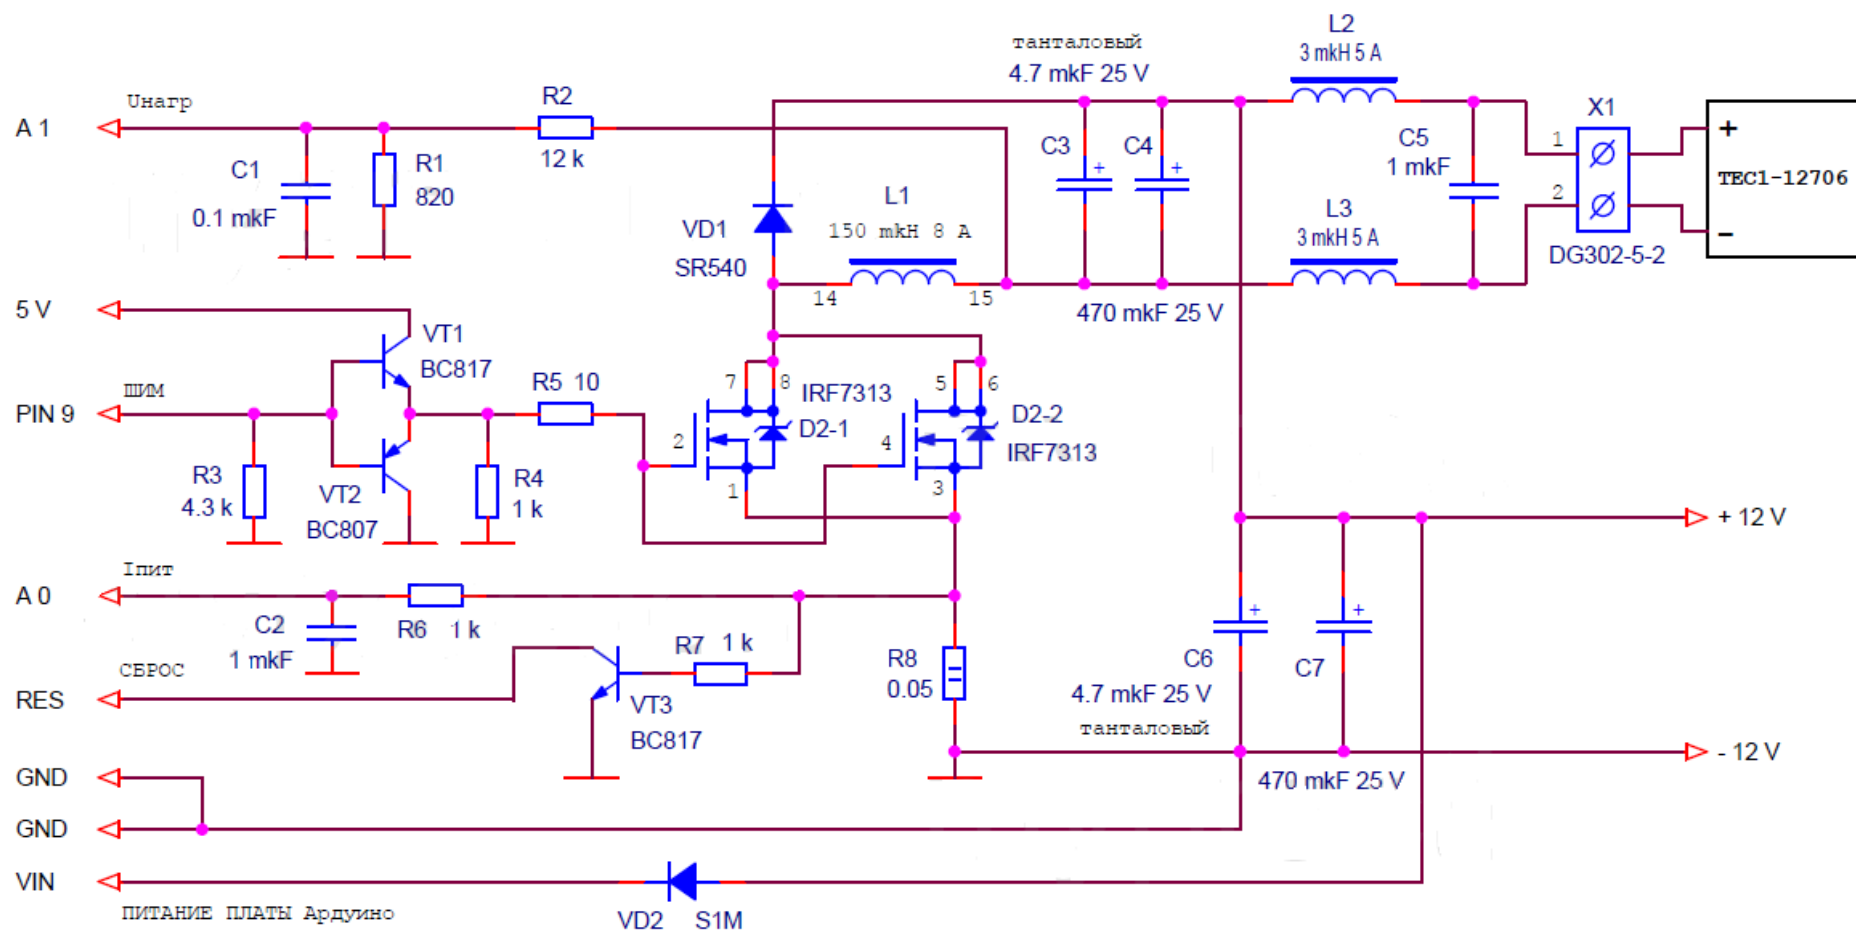 танталовый
4.7 mkF 25 V
L2
3 mkH 5 A
A 1
Uнагр
R2
12 k
C1
0.1 mkF
R1
820
C3
+
C4
+
C5
1 mkF
X1
1
2
DG302-5-2
+
TEC1-12706
–
VD1
SR540
L1
150 mkH 8 A
14
15
L3
3 mkH 5 A
470 mkF 25 V
5 V
VT1
BC817
PIN 9
ШИМ
R5 10
7
8
IRF7313
D2-1
2
1
5
6
D2-2
IRF7313
4
3
R3
4.3 k
VT2
BC807
R4
1 k
+ 12 V
A 0
Iпит
C2
1 mkF
R6 1 k
R7 1 k
R8
0.05
+
C6
4.7 mkF 25 V
танталовый
+
C7
470 mkF 25 V
RES
СБРОС
VT3
BC817
- 12 V
GND
GND
VIN
ПИТАНИЕ ПЛАТЫ Ардуино
VD2 S1M